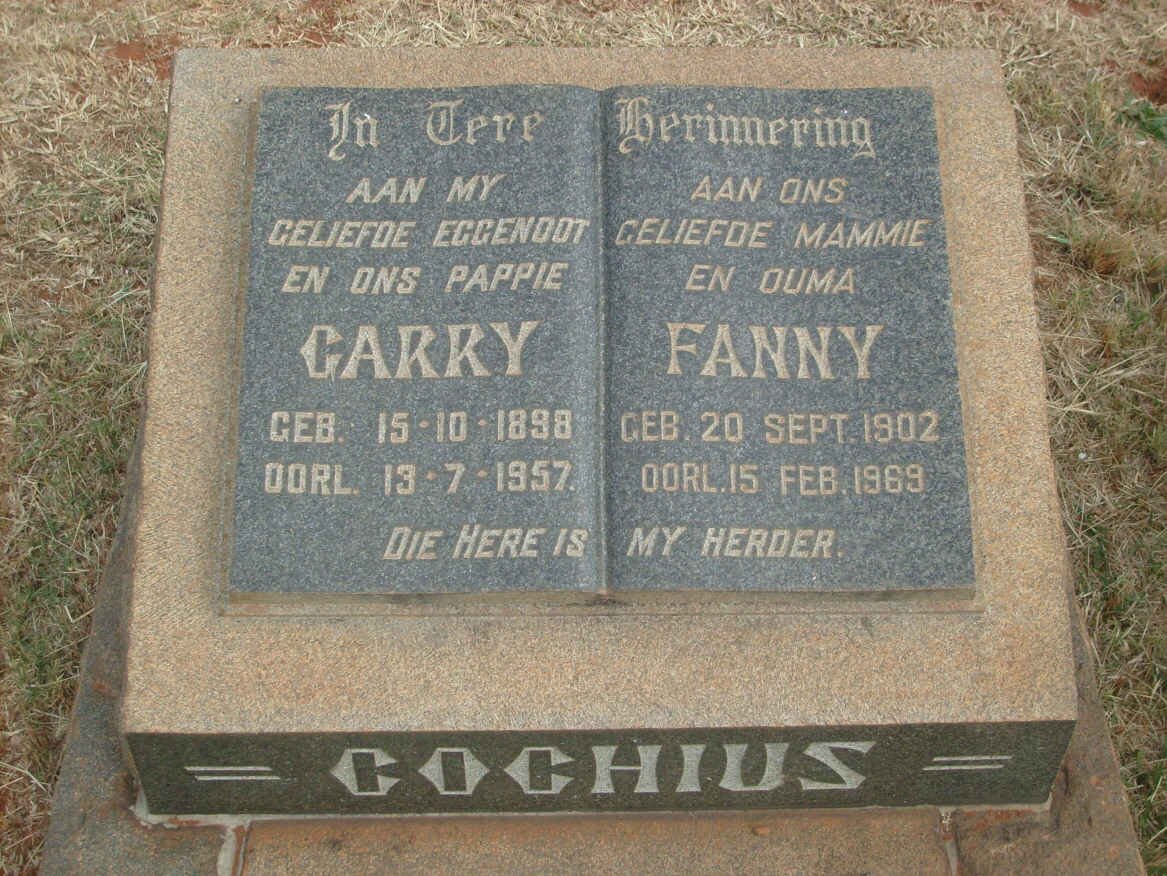 In Tere Herinnering
AAN MY
GELIEFDE EGGENOOT
EN ONS PAPPIE
GARRY
GEB. 15·10·1898
OORL. 13·7·1957.
AAN ONS
GELIEFDE MAMMIE
EN OUMA
FANNY
GEB. 20 SEPT. 1902
OORL. 15 FEB. 1969
DIE HERE IS MY HERDER.
COCHIUS